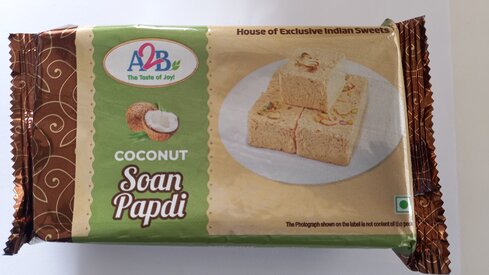 House of Exclusive Indian Sweets
A2B
The Taste of Joy!
COCONUT
Soan
Papdi
The Photograph shown on the label is not content of the pack